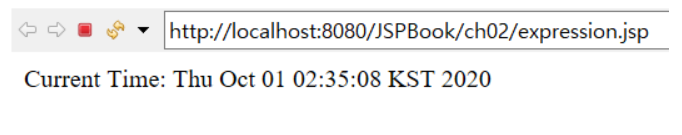 http://localhost:8080/JSPBook/ch02/expression.jsp
Current Time: Thu Oct 01 02:35:08 KST 2020